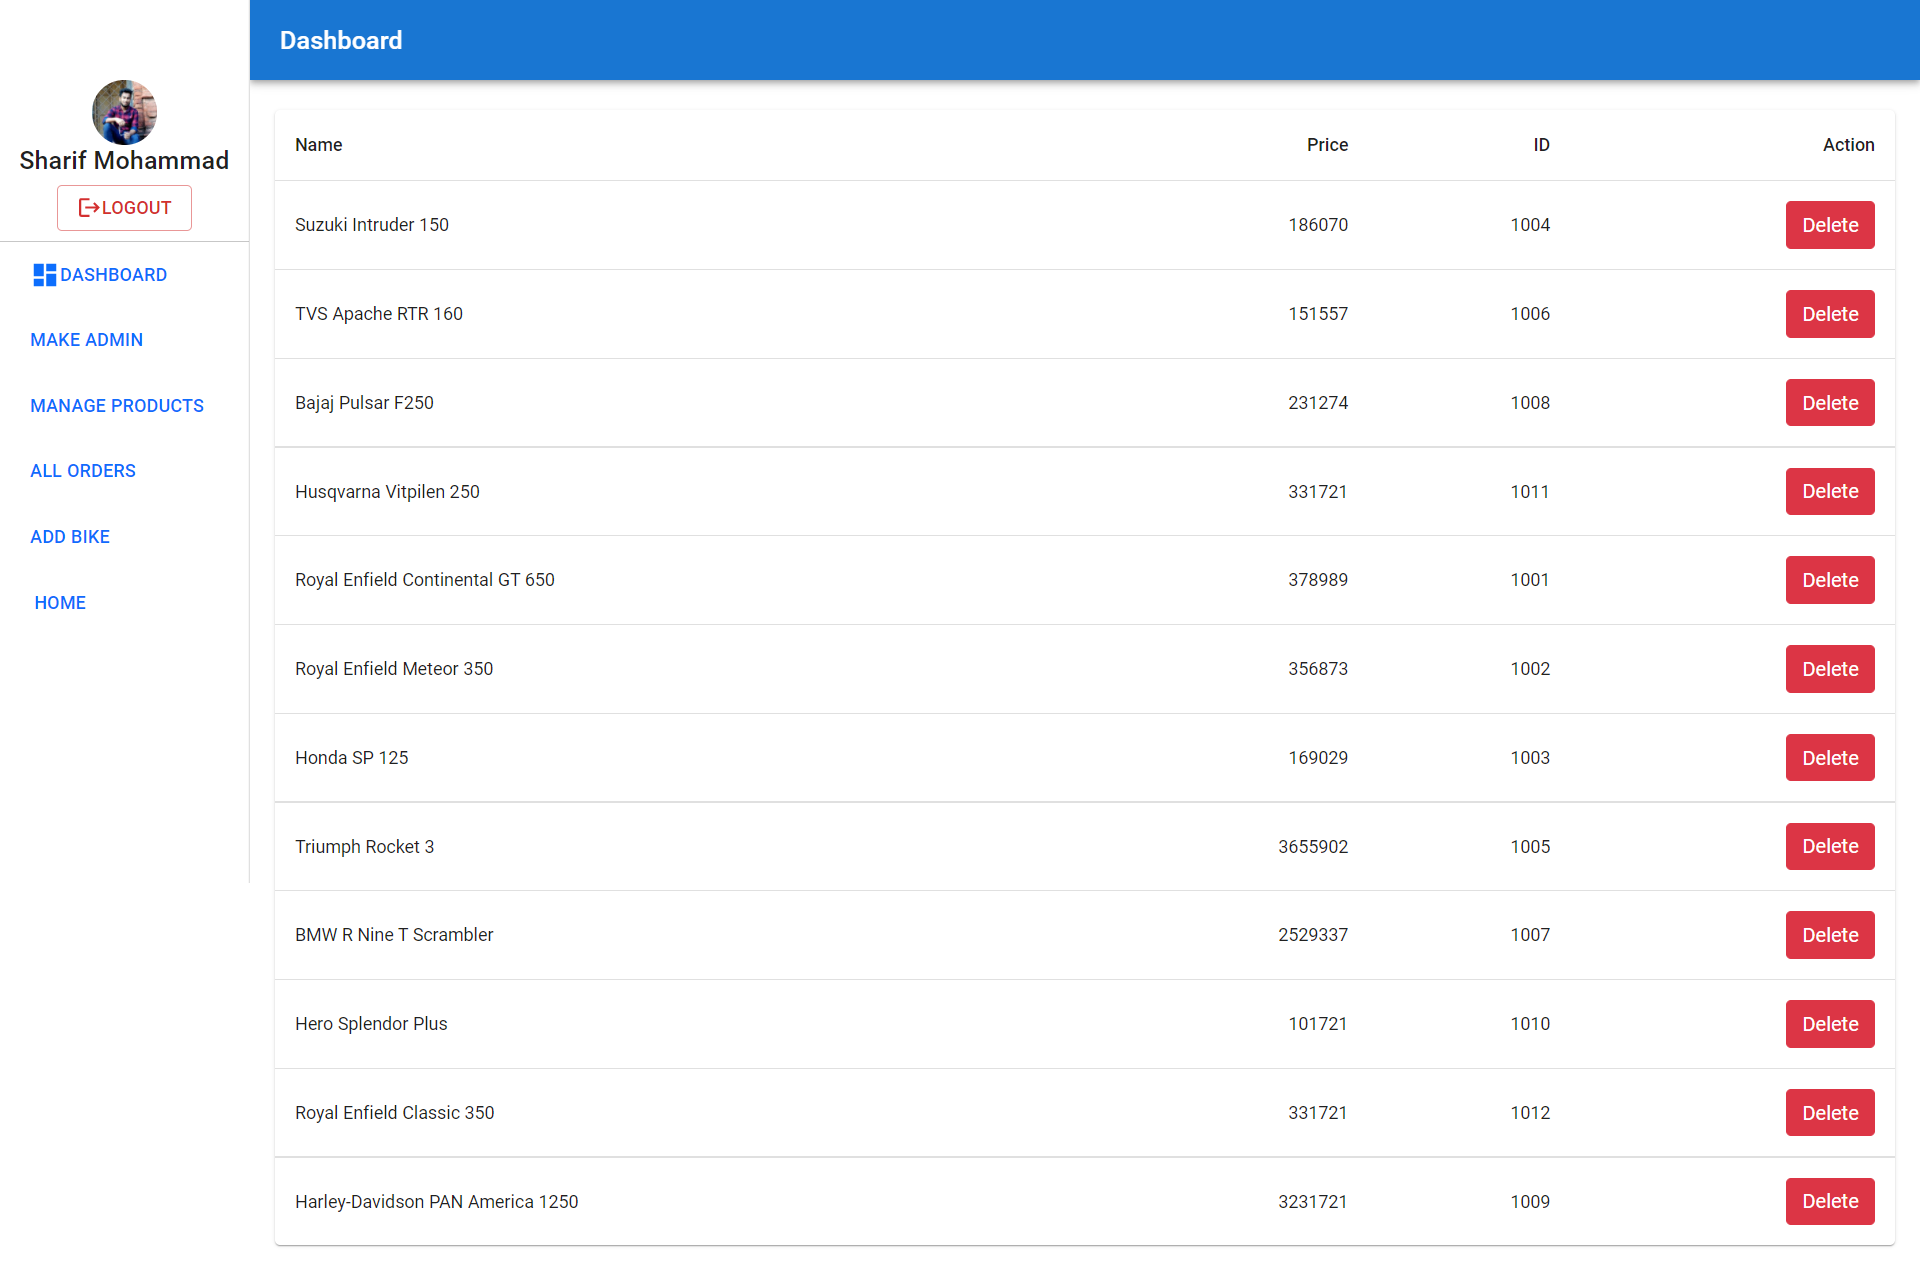 Dashboard
Sharif Mohammad
LOGOUT
DASHBOARD
MAKE ADMIN
MANAGE PRODUCTS
ALL ORDERS
ADD BIKE
HOME
Name Price ID Action
Suzuki Intruder 150 186070 1004 Delete
TVS Apache RTR 160 151557 1006 Delete
Bajaj Pulsar F250 231274 1008 Delete
Husqvarna Vitpilen 250 331721 1011 Delete
Royal Enfield Continental GT 650 378989 1001 Delete
Royal Enfield Meteor 350 356873 1002 Delete
Honda SP 125 169029 1003 Delete
Triumph Rocket 3 3655902 1005 Delete
BMW R Nine T Scrambler 2529337 1007 Delete
Hero Splendor Plus 101721 1010 Delete
Royal Enfield Classic 350 331721 1012 Delete
Harley-Davidson PAN America 1250 3231721 1009 Delete